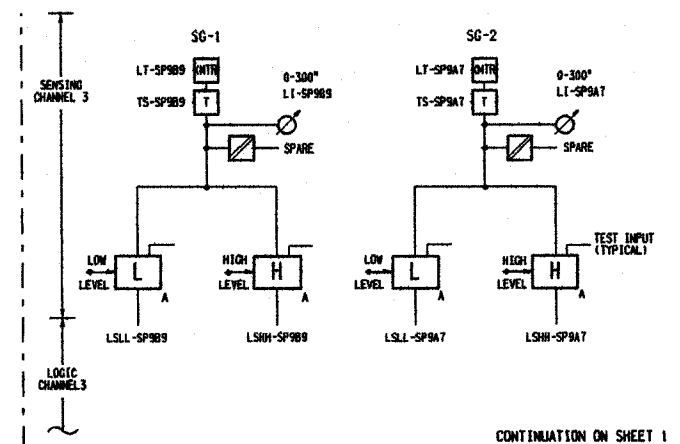 SG-1
SG-2
LT-SP9B9
XMTR
LT-SP9A7
XMTR
SENSING
CHANNEL 3
0-300"
LI-SP9B9
0-300"
LI-SP9A7
TS-SP9B9
T
TS-SP9A7
T
SPARE
SPARE
LOW
LEVEL
L
A
HIGH
LEVEL
H
A
LOW
LEVEL
L
A
HIGH
LEVEL
H
A
TEST INPUT
(TYPICAL)
LSLL-SP9B9
LSHH-SP9B9
LSLL-SP9A7
LSHH-SP9A7
LOGIC
CHANNEL3
CONTINUATION ON SHEET 1